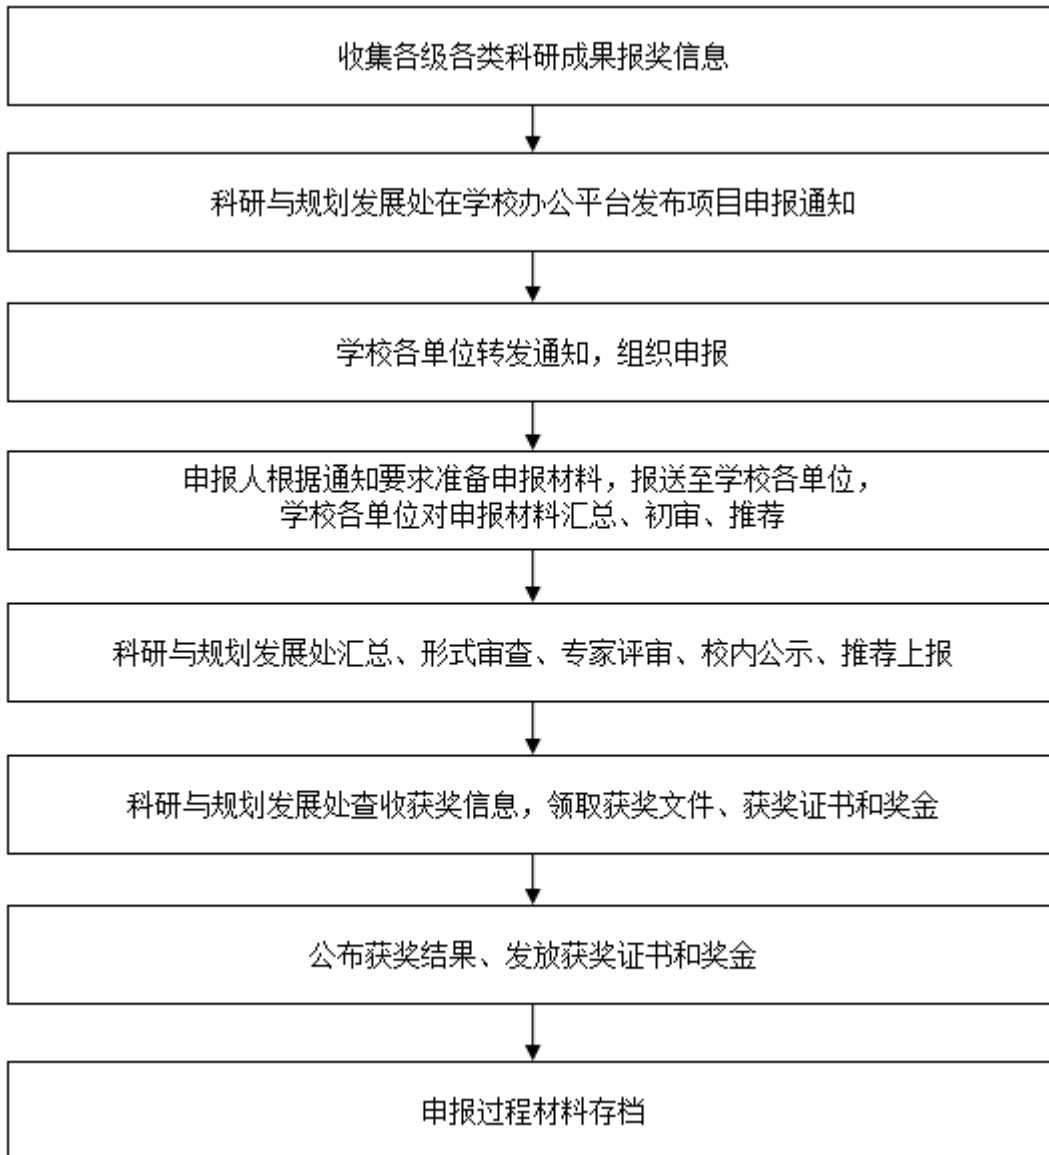 收集各级各类科研成果报奖信息
科研与规划发展处在学校办公平台发布项目申报通知
学校各单位转发通知，组织申报
申报人根据通知要求准备申报材料，报送至学校各单位，
学校各单位对申报材料汇总、初审、推荐
科研与规划发展处汇总、形式审查、专家评审、校内公示、推荐上报
科研与规划发展处查收获奖信息，领取获奖文件、获奖证书和奖金
公布获奖结果、发放获奖证书和奖金
申报过程材料存档